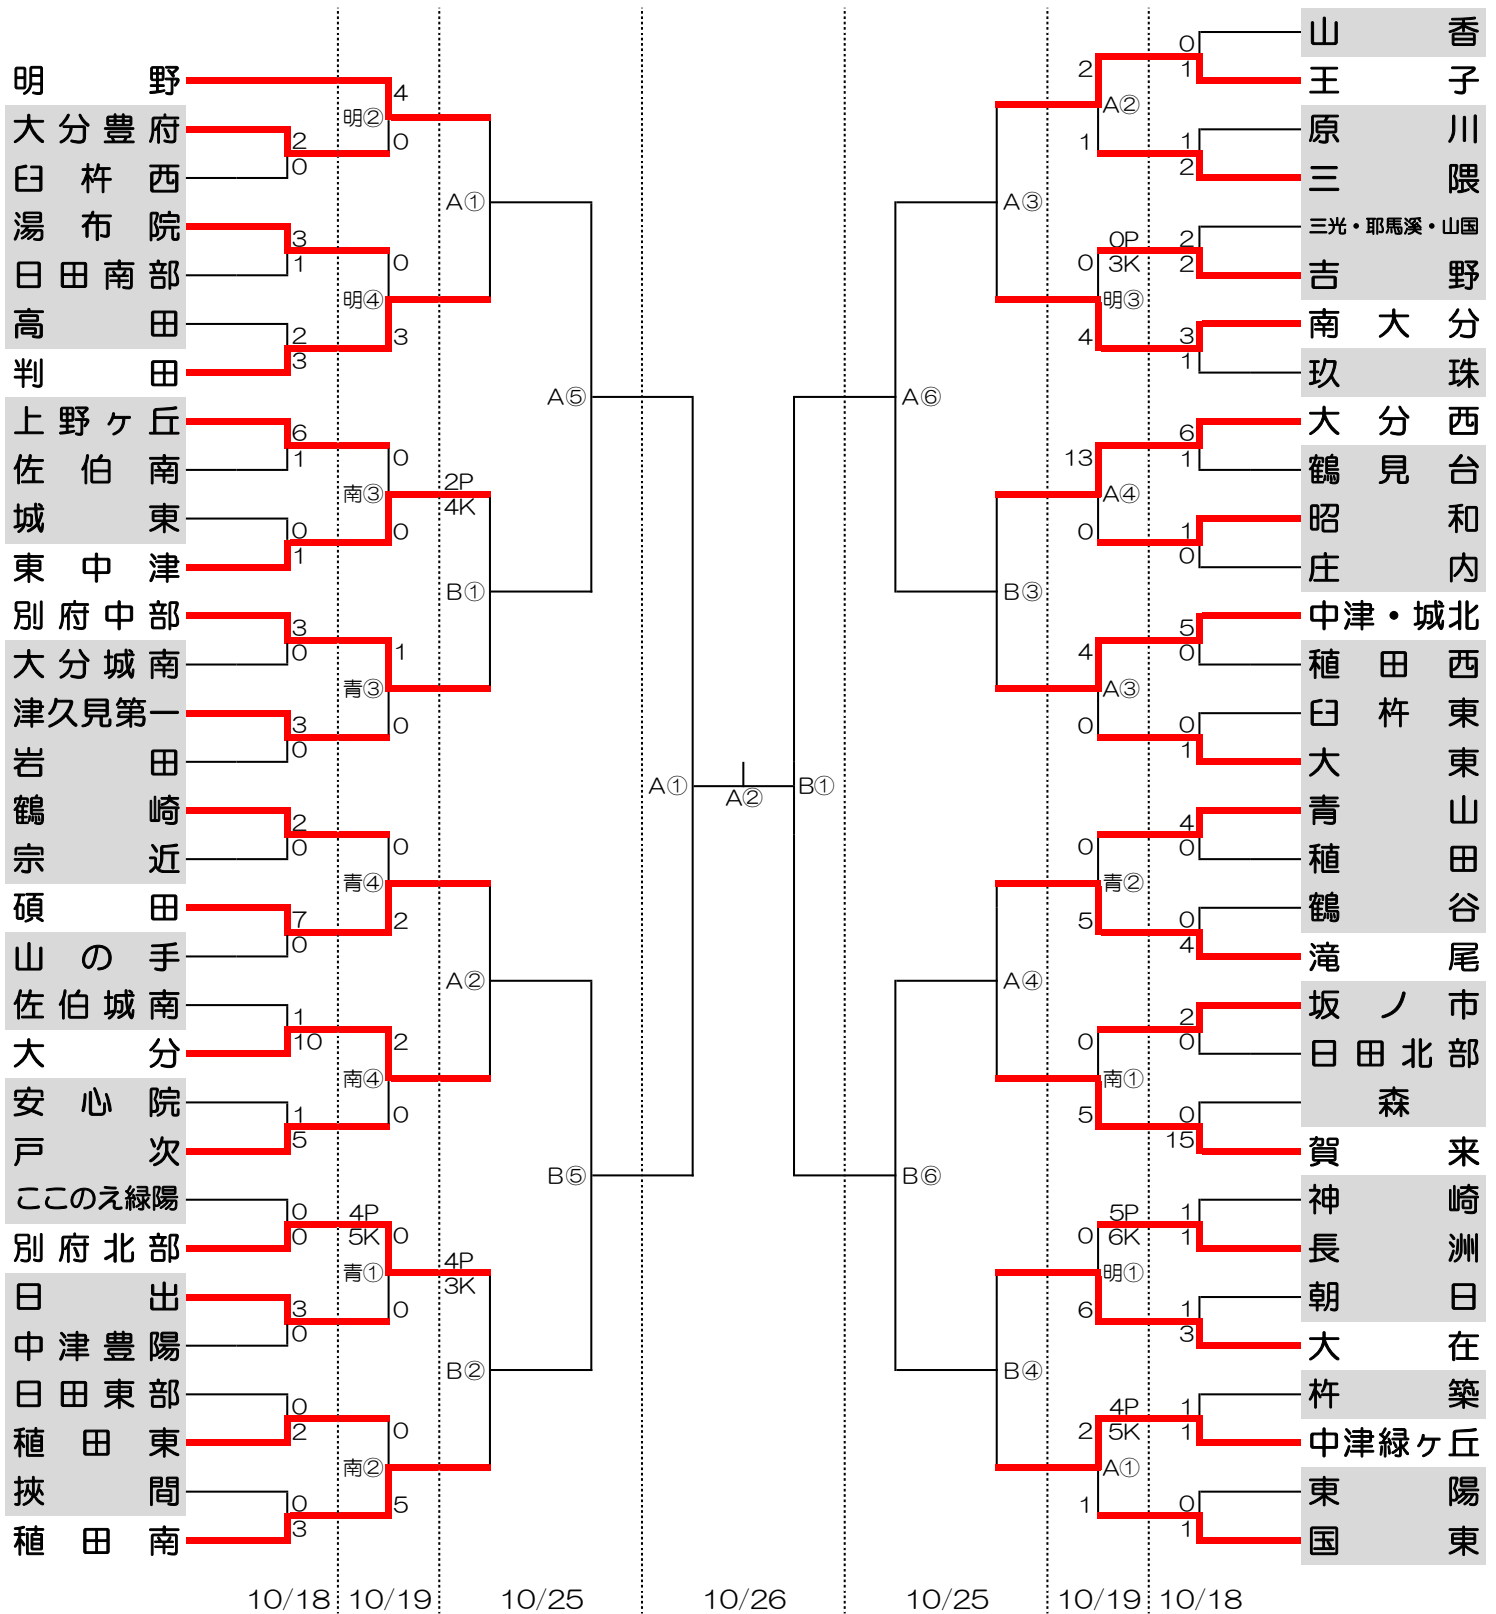 明野
大分豊府
臼杵西
湯布院
日田南部
高田
判田
上野ヶ丘
佐伯南
城東
東中津
別府中部
大分城南
津久見第一
岩田
鶴崎
宗近
碩田
山の手
佐伯城南
大分
安心院
戸次
ここのえ緑陽
別府北部
日出
中津豊陽
日田東部
稙田東
挾間
稙田南
2
0
3
1
2
3
6
1
0
1
3
0
3
0
2
0
7
0
1
10
1
5
0
0
3
0
0
2
0
3
4
明②
0
0
明④
3
0
南③
0
1
青③
0
0
青④
2
2
南④
0
4P
5K
0
青①
0
0
南②
5
A①
2P
4K
B①
A②
4P
3K
B②
A⑤
B⑤
A①
A②
B①
A⑥
B⑥
A③
B③
A④
B④
2
A②
1
0P
3K
0
明③
4
13
A④
0
4
A③
0
0
青②
5
0
南①
5
5P
6K
0
明①
6
4P
5K
2
A①
1
0
1
1
2
2
2
3
1
6
1
1
0
5
0
0
1
4
0
0
4
2
0
0
15
1
1
1
3
1
1
0
1
山香
王子
原川
三隈
三光・耶馬溪・山国
吉野
南大分
玖珠
大分西
鶴見台
昭和
庄内
中津・城北
稙田西
臼杵東
大東
青山
稙田
鶴谷
滝尾
坂ノ市
日田北部
森
賀来
神崎
長洲
朝日
大在
杵築
中津緑ヶ丘
東陽
国東
10/18 10/19 10/25 10/26 10/25 10/19 10/18